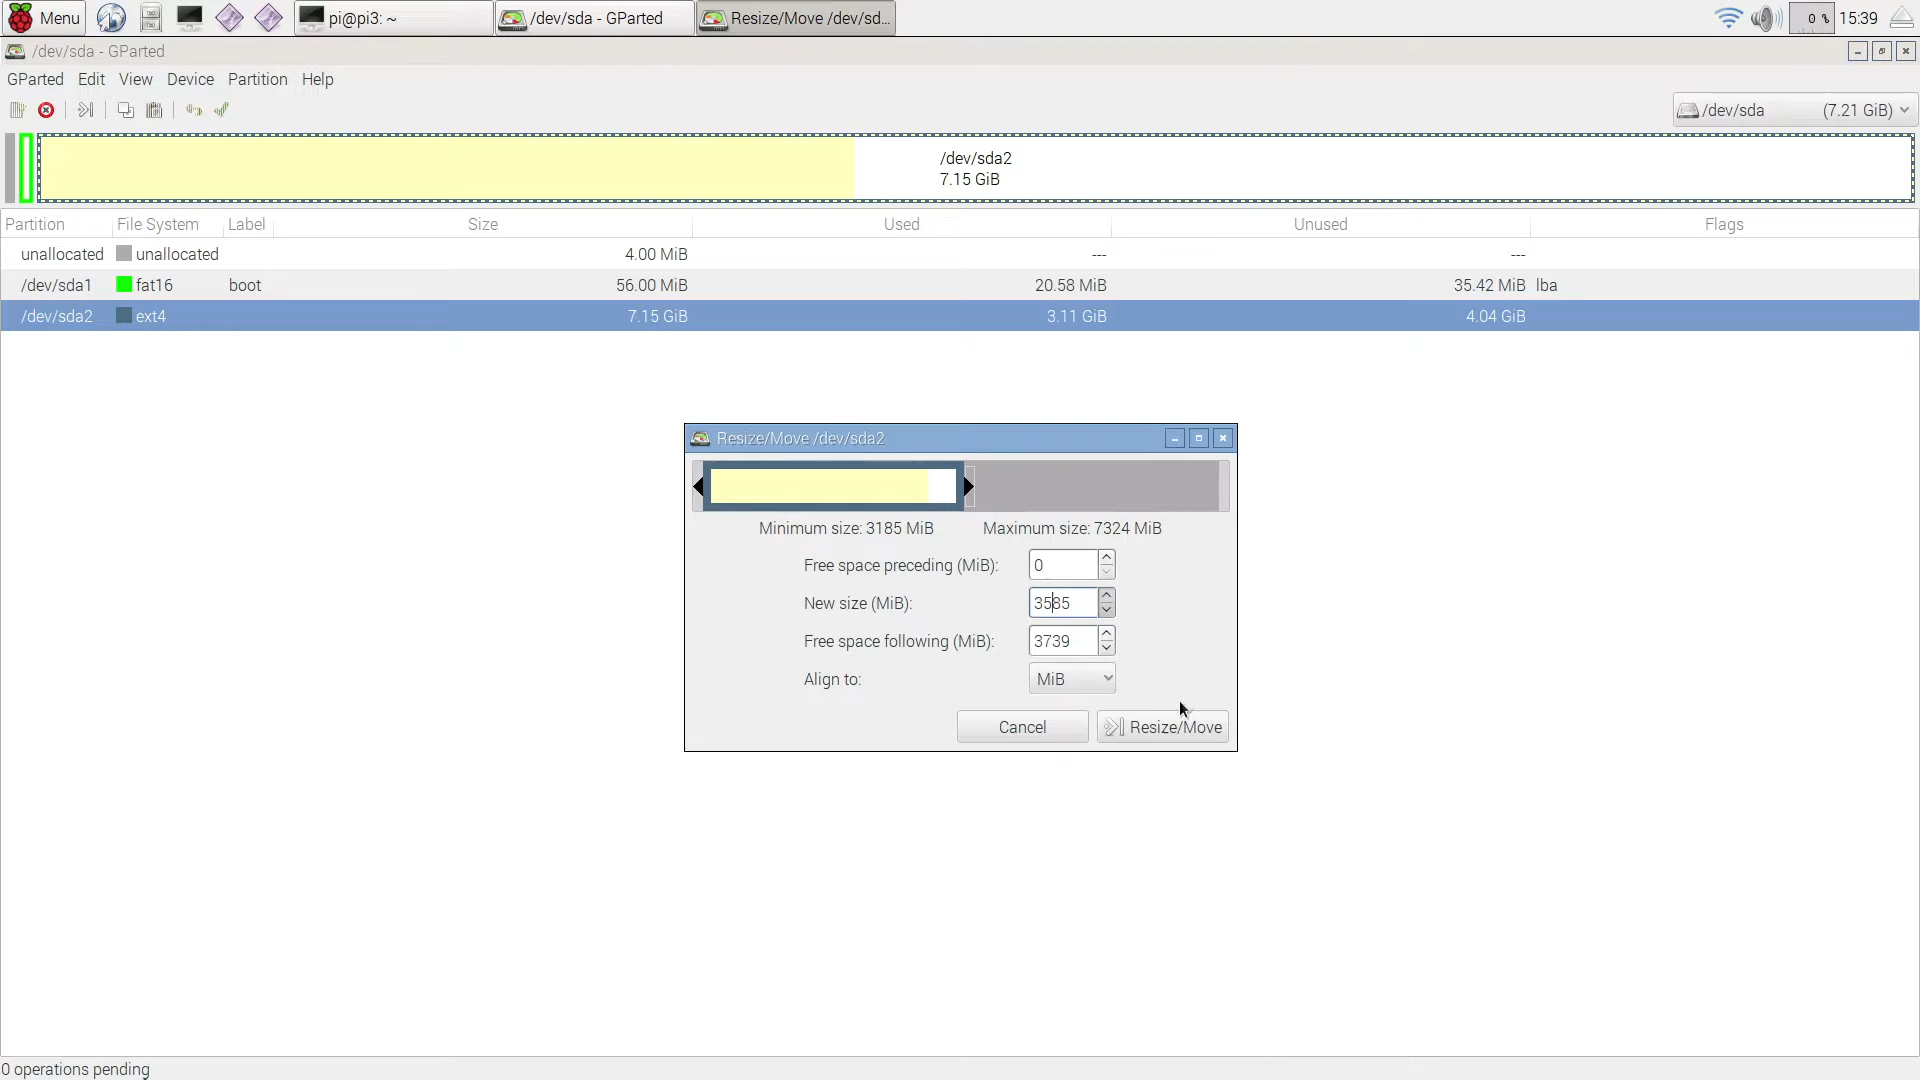 Menu
pi@pi3: ~
/dev/sda - GParted
Resize/Move /dev/sd...
0 %
15:39
/dev/sda - GParted
GParted Edit View Device Partition Help
/dev/sda (7.21 GiB)
/dev/sda2
7.15 GiB
Partition File System Label Size Used Unused Flags
unallocated unallocated 4.00 MiB --- ---
/dev/sda1 fat16 boot 56.00 MiB 20.58 MiB 35.42 MiB lba
/dev/sda2 ext4 7.15 GiB 3.11 GiB 4.04 GiB
Resize/Move /dev/sda2
Minimum size: 3185 MiB Maximum size: 7324 MiB
Free space preceding (MiB): 0
New size (MiB): 3585
Free space following (MiB): 3739
Align to: MiB
Cancel Resize/Move
0 operations pending